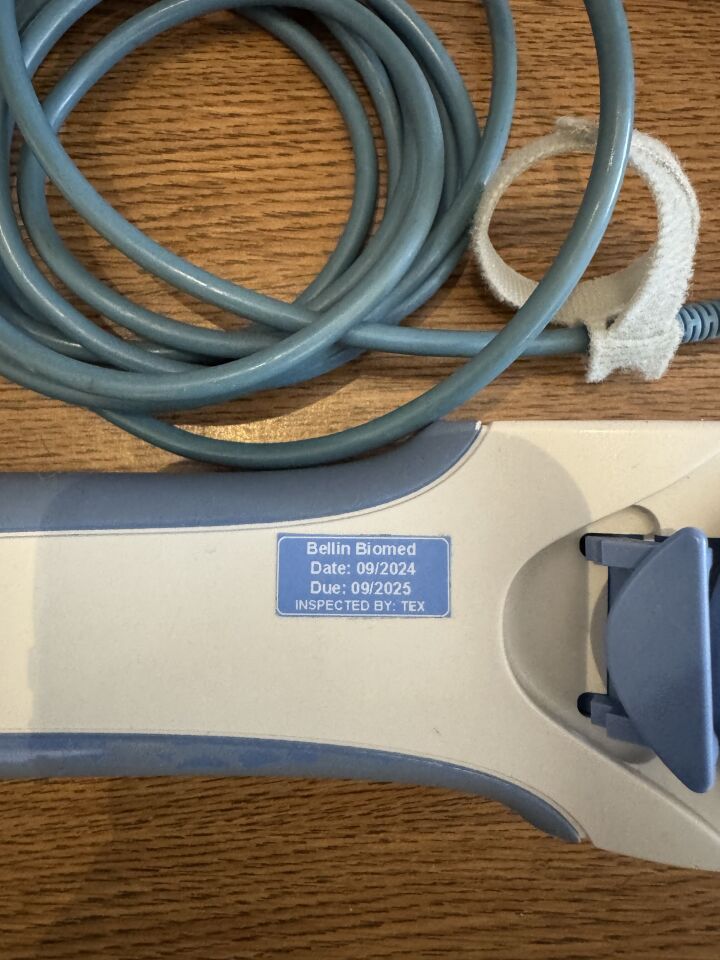 Bellin Biomed
Date: 09/2024
Due: 09/2025
INSPECTED BY: TEX